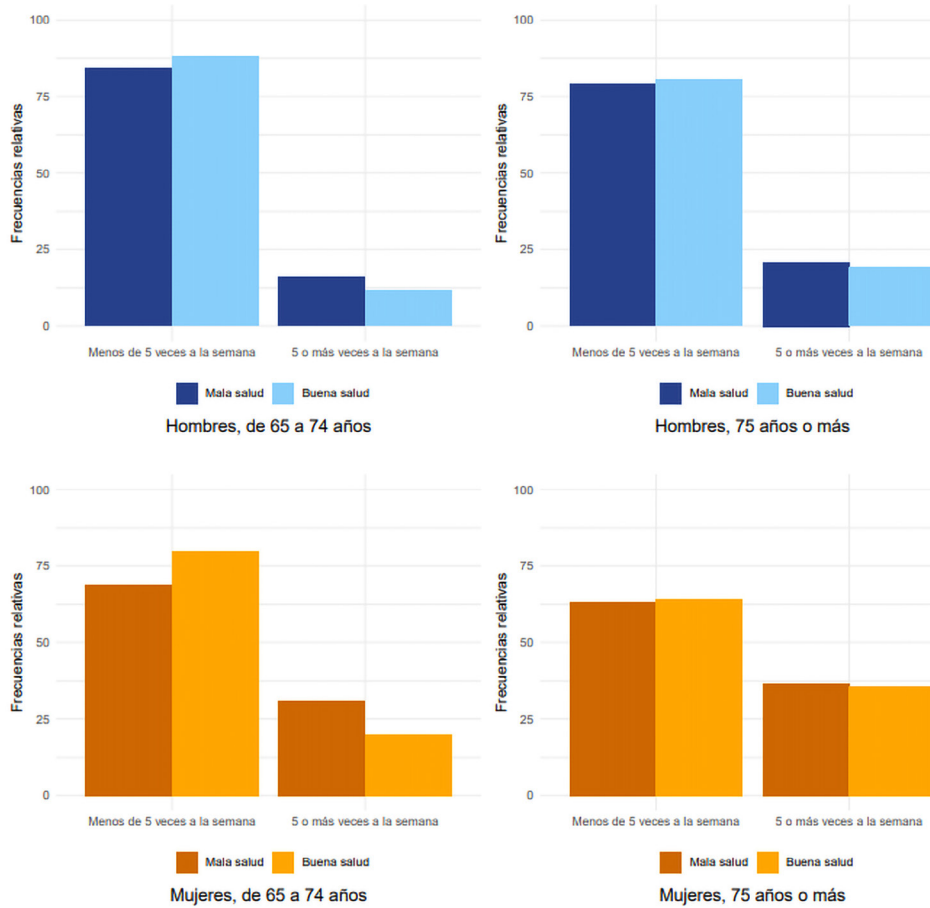 100
75
50
25
0
Frecuencias relativas
Menos de 5 veces a la semana
5 o más veces a la semana
Mala salud
Buena salud
Hombres, de 65 a 74 años
100
75
50
25
0
Frecuencias relativas
Menos de 5 veces a la semana
5 o más veces a la semana
Mala salud
Buena salud
Hombres, 75 años o más
100
75
50
25
0
Frecuencias relativas
Menos de 5 veces a la semana
5 o más veces a la semana
Mala salud
Buena salud
Mujeres, de 65 a 74 años
100
75
50
25
0
Frecuencias relativas
Menos de 5 veces a la semana
5 o más veces a la semana
Mala salud
Buena salud
Mujeres, 75 años o más